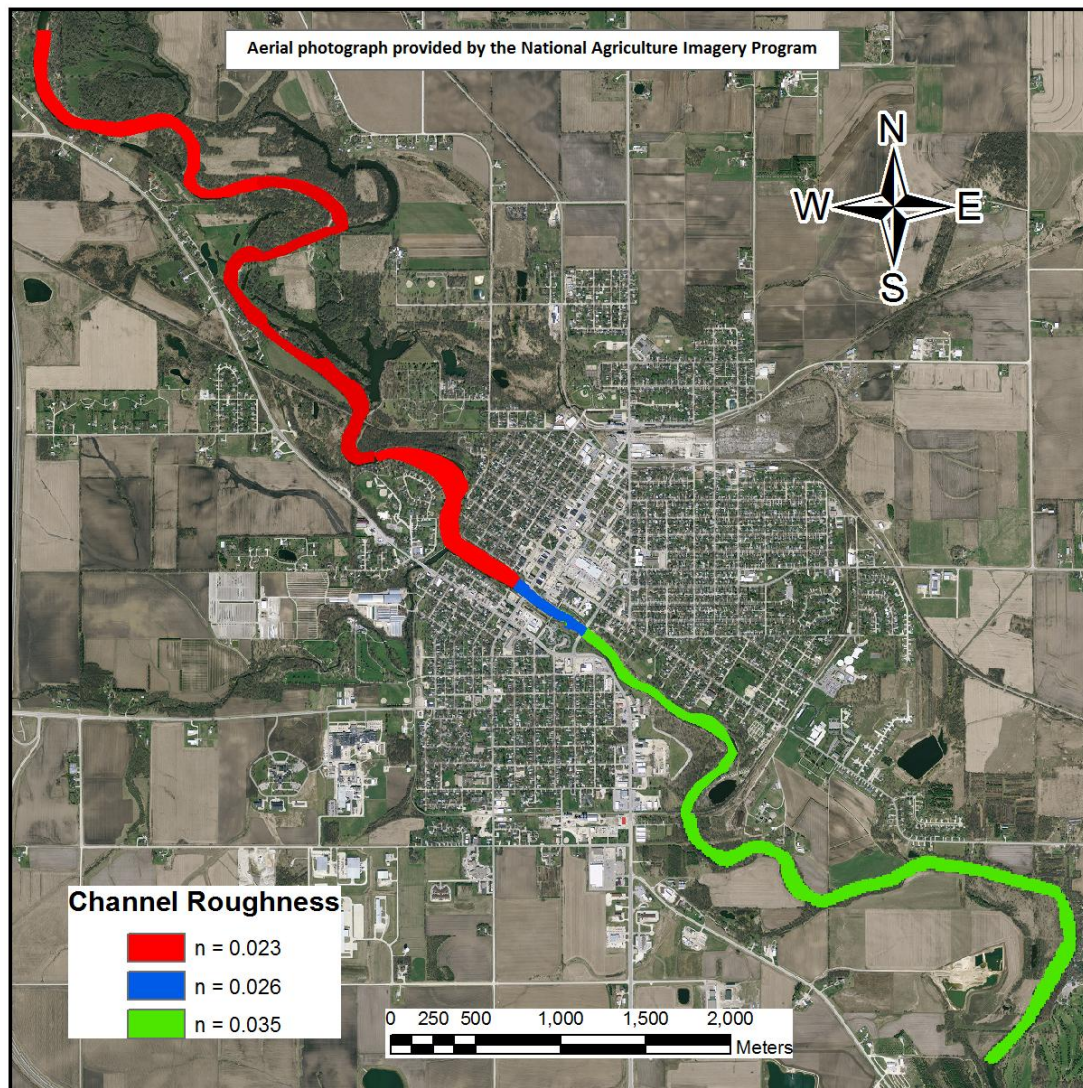 Aerial photograph provided by the National Agriculture Imagery Program
N
W E
S
Channel Roughness
n = 0.023
n = 0.026
n = 0.035
0 250 500 1,000 1,500 2,000
Meters